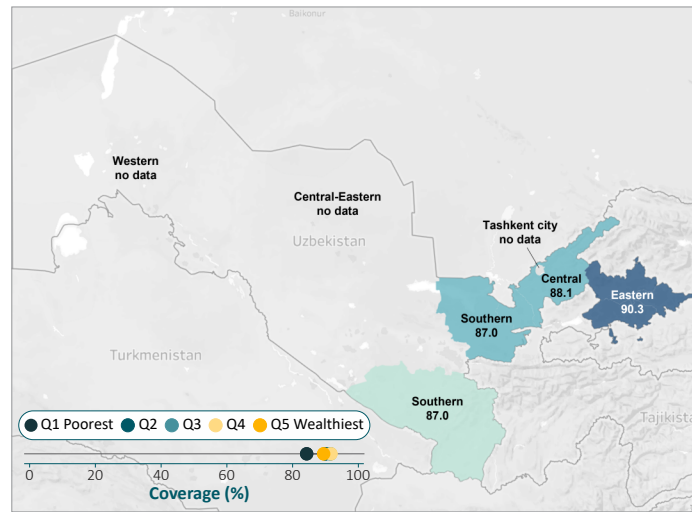 Baikonur
Western
no data
Central-Eastern
no data
Uzbekistan
Tashkent city
no data
Central
88.1
Eastern
90.3
Southern
87.0
Turkmenistan
Southern
87.0
Tajikista
Q1 Poorest Q2 Q3 Q4 Q5 Wealthiest
0 20 40 60 80 100
Coverage (%)